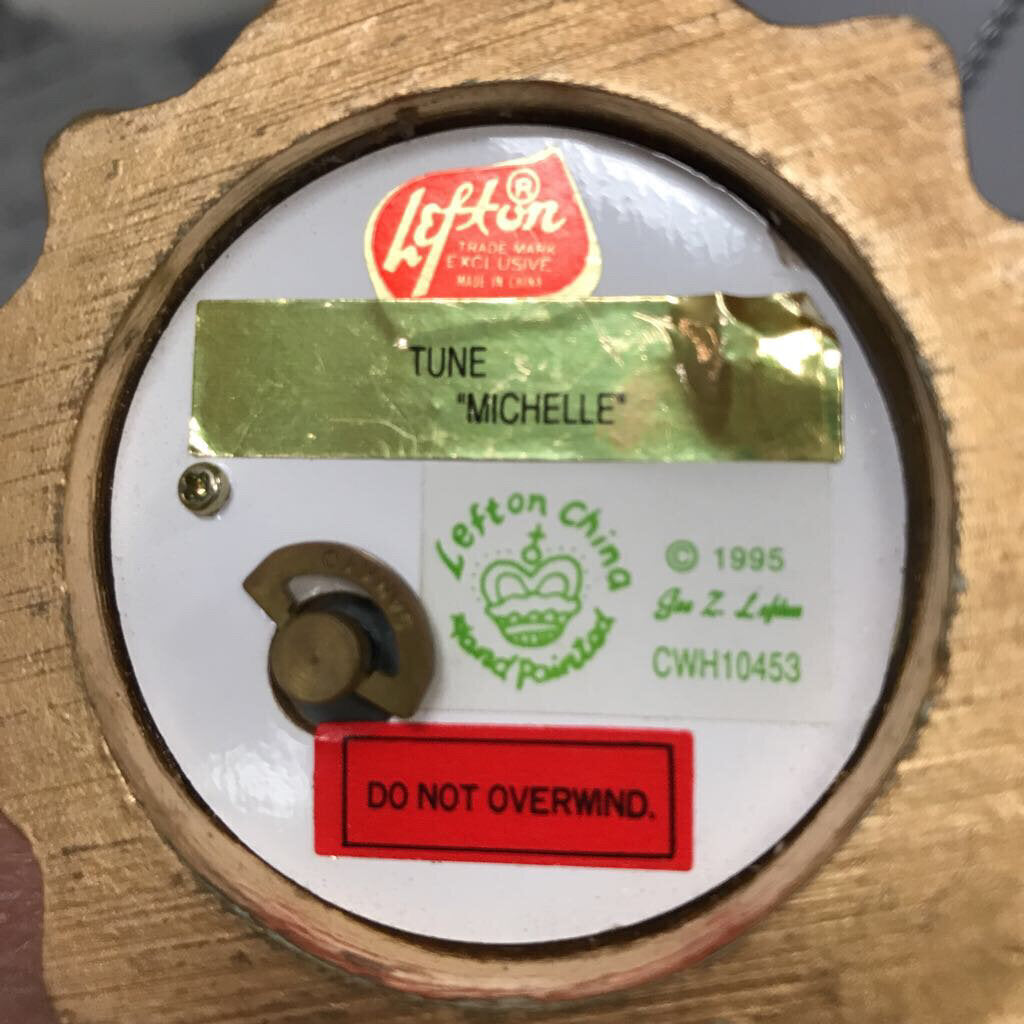 Lefton®
TRADE MARK
EXCLUSIVE
MADE IN CHINA
TUNE
"MICHELLE"
Lefton China
Hand Painted
© 1995
Geo Z. Lefton
CWH10453
DO NOT OVERWIND.